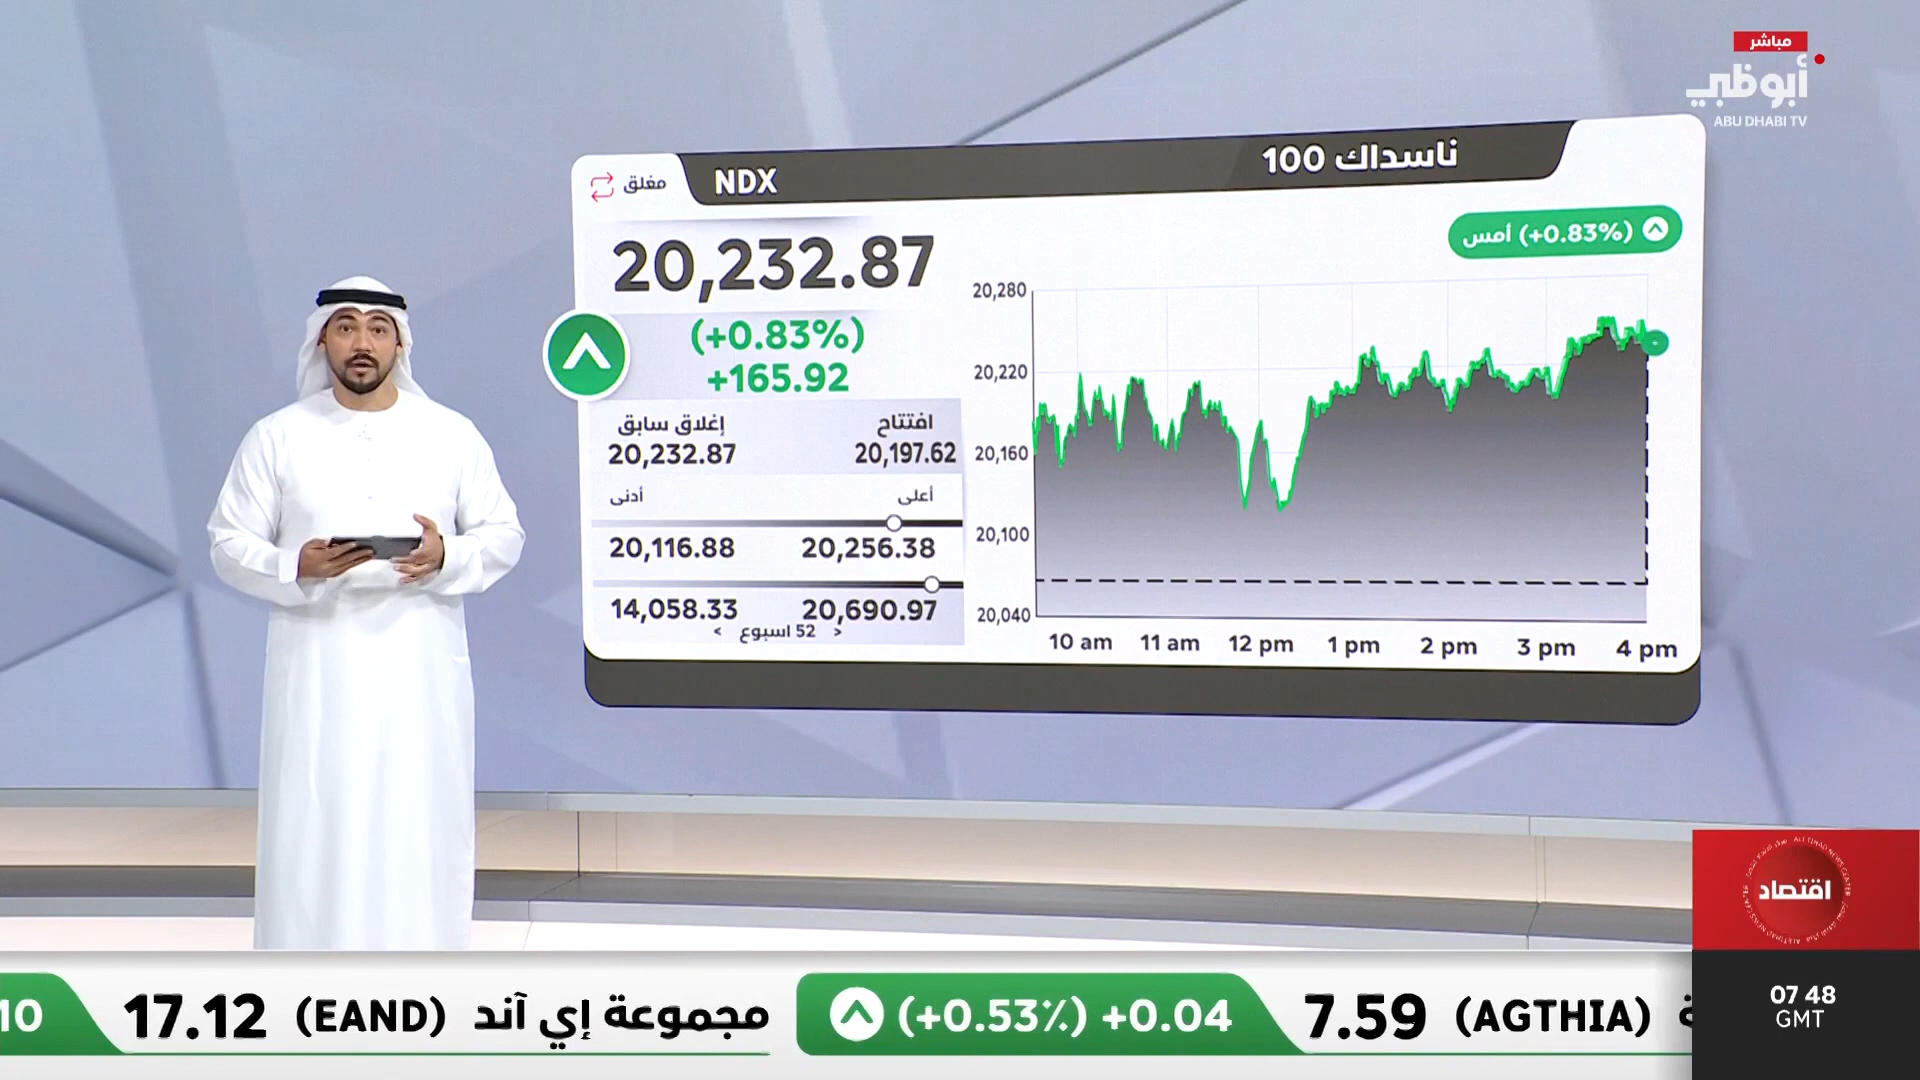 مباشر
أبوظبي
ABU DHABI TV
ناسداك 100
NDX
مغلق
أمس (+0.83%)
20,232.87
(+0.83%)
+165.92
افتتاح
إغلاق سابق
20,197.62
20,232.87
أعلى
أدنى
20,256.38
20,116.88
20,690.97
14,058.33
< 52 اسبوع >
20,280
20,220
20,160
20,100
20,040
10 am 11 am 12 pm 1 pm 2 pm 3 pm 4 pm
اقتصاد
07 48
GMT
(AGTHIA) 7.59
(+0.53٪) +0.04
مجموعة إي آند (EAND) 17.12
10